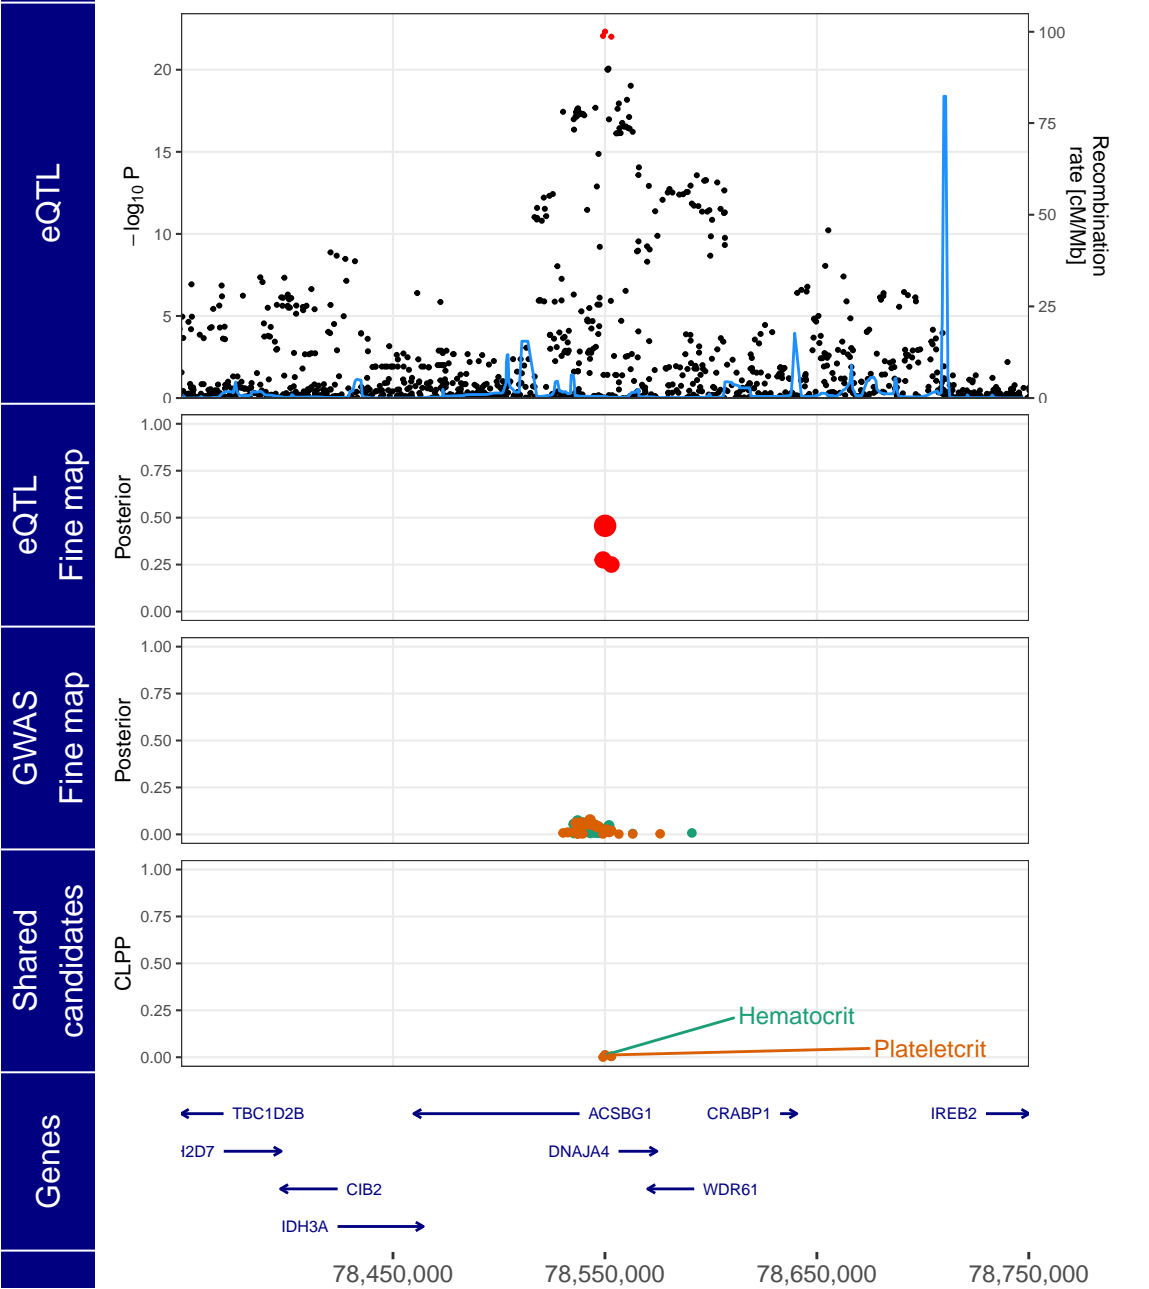 eQTL
−log10 P
20
15
10
5
0
100
75
50
25
0
Recombination
rate [cM/Mb]
eQTL
Fine map
Posterior
1.00
0.75
0.50
0.25
0.00
GWAS
Fine map
Posterior
1.00
0.75
0.50
0.25
0.00
Shared
candidates
CLPP
1.00
0.75
0.50
0.25
0.00
Hematocrit
Plateletcrit
Genes
TBC1D2B
ACSBG1
CRABP1
IREB2
H2D7
DNAJA4
CIB2
WDR61
IDH3A
78,450,000
78,550,000
78,650,000
78,750,000